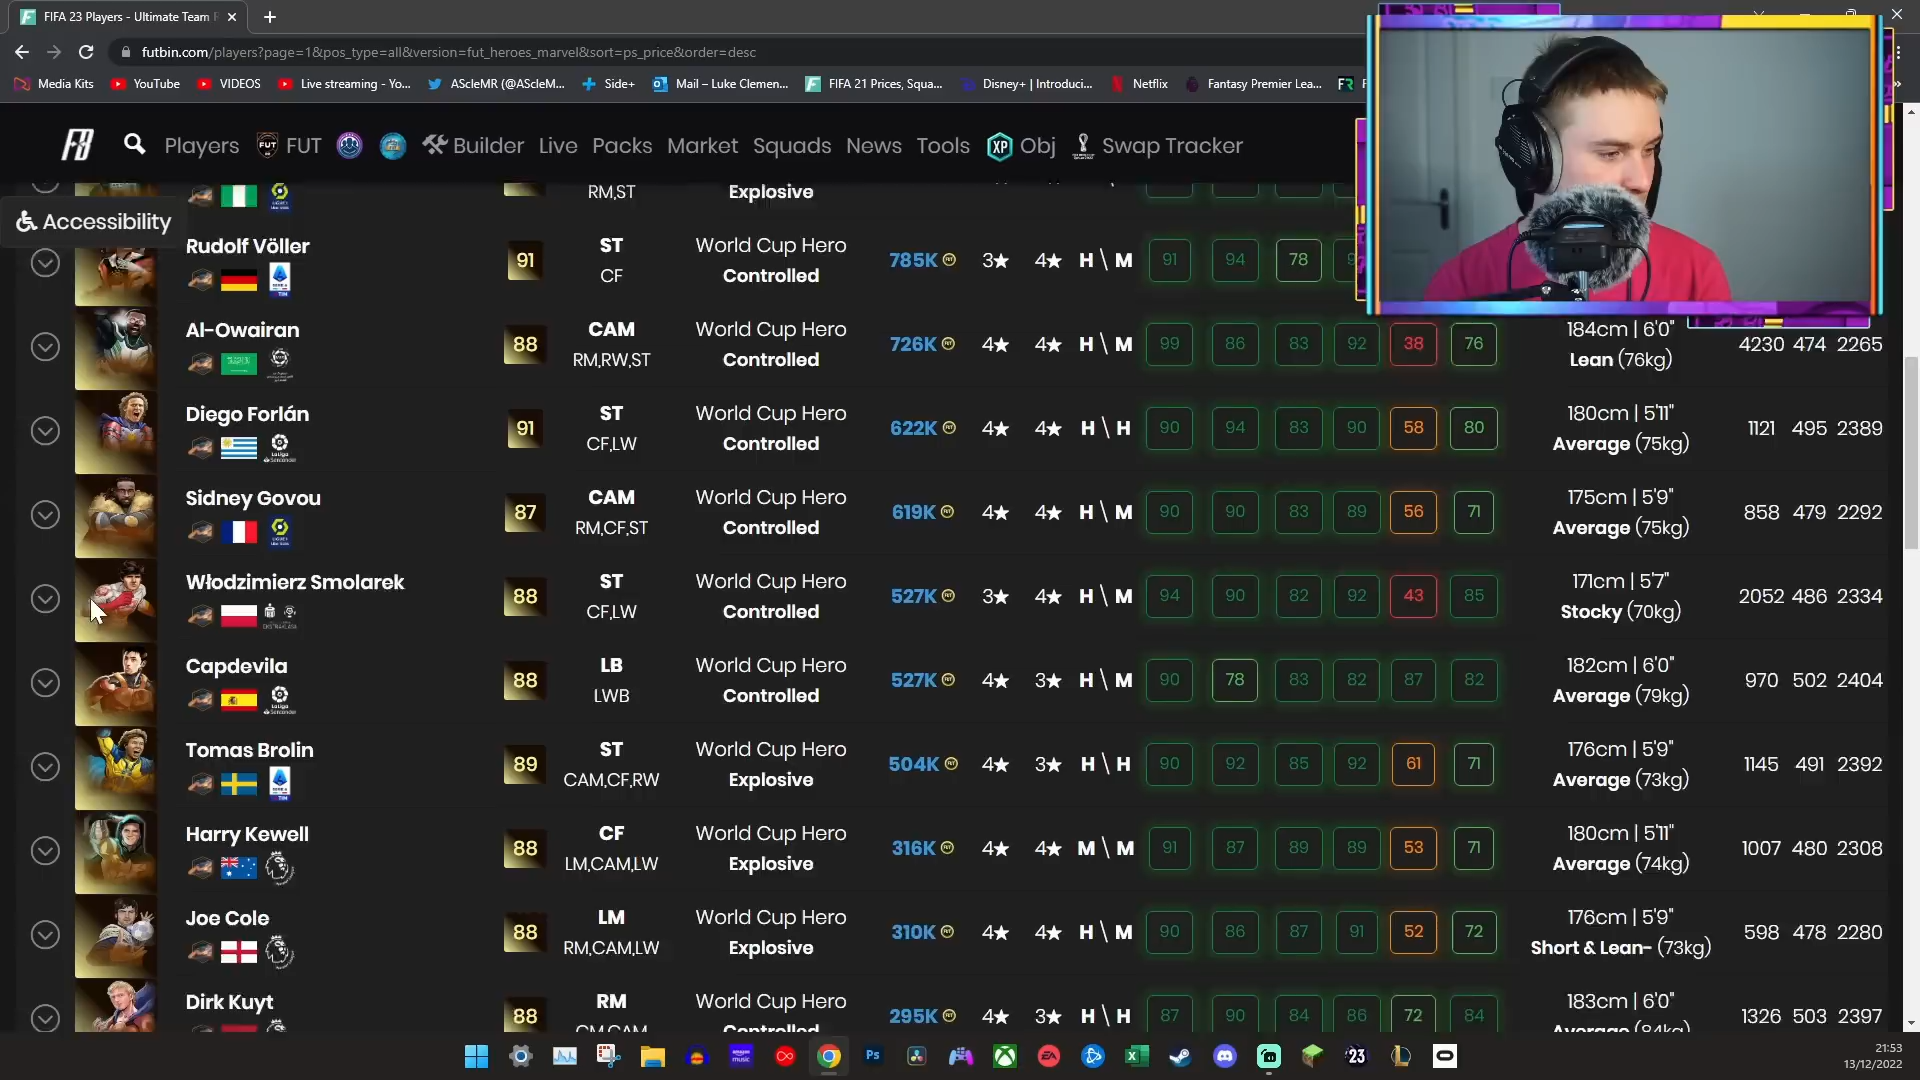 FIFA 23 Players - Ultimate Team
futbin.com/players?page=1&pos_type=all&version=fut_heroes_marvel&sort=ps_price&order=desc
Media Kits YouTube VIDEOS Live streaming - Yo... AScleMR (@AScleM... Side+ Mail – Luke Clemen... FIFA 21 Prices, Squa... Disney+ | Introduci... Netflix Fantasy Premier Lea...
Players FUT Builder Live Packs Market Squads News Tools XP Obj Swap Tracker
RM,ST Explosive
Accessibility
Rudolf Völler 91 ST World Cup Hero 785K 3★ 4★ H \ M 91 94 78
CF Controlled
Al-Owairan 88 CAM World Cup Hero 726K 4★ 4★ H \ M 99 86 83 92 38 76 184cm | 6'0" 4230 474 2265
RM,RW,ST Controlled Lean (76kg)
Diego Forlán 91 ST World Cup Hero 622K 4★ 4★ H \ H 90 94 83 90 58 80 180cm | 5'11" 1121 495 2389
CF,LW Controlled Average (75kg)
Sidney Govou 87 CAM World Cup Hero 619K 4★ 4★ H \ M 90 90 83 89 56 71 175cm | 5'9" 858 479 2292
RM,CF,ST Controlled Average (75kg)
Włodzimierz Smolarek 88 ST World Cup Hero 527K 3★ 4★ H \ M 94 90 82 92 43 85 171cm | 5'7" 2052 486 2334
CF,LW Controlled Stocky (70kg)
Capdevila 88 LB World Cup Hero 527K 4★ 3★ H \ M 90 78 83 82 87 82 182cm | 6'0" 970 502 2404
LWB Controlled Average (79kg)
Tomas Brolin 89 ST World Cup Hero 504K 4★ 3★ H \ H 90 92 85 92 61 71 176cm | 5'9" 1145 491 2392
CAM,CF,RW Explosive Average (73kg)
Harry Kewell 88 CF World Cup Hero 316K 4★ 4★ M \ M 91 87 89 89 53 71 180cm | 5'11" 1007 480 2308
LM,CAM,LW Explosive Average (74kg)
Joe Cole 88 LM World Cup Hero 310K 4★ 4★ H \ M 90 86 87 91 52 72 176cm | 5'9" 598 478 2280
RM,CAM,LW Explosive Short & Lean- (73kg)
Dirk Kuyt 88 RM World Cup Hero 295K 4★ 3★ H \ H 87 90 84 86 72 84 183cm | 6'0" 1326 503 2397
CM,CAM Controlled Average (84kg)
21:53
13/12/2022